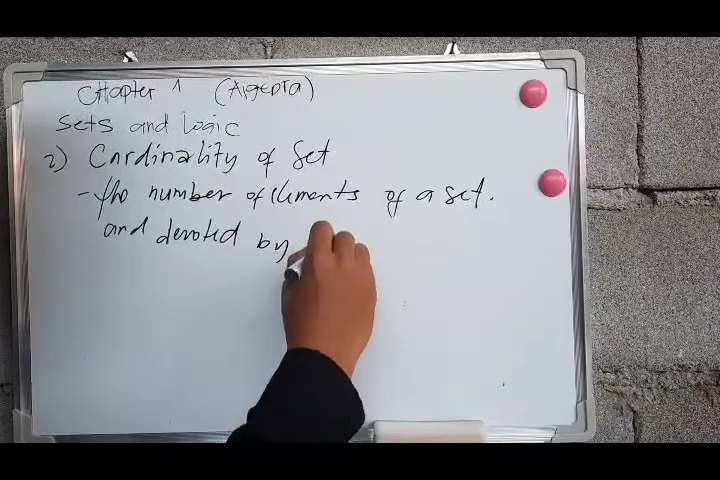 Chapter 1 (Algebra)
Sets and Logic
2) Cardinality of Set
- The number of elements of a set.
and devoted by